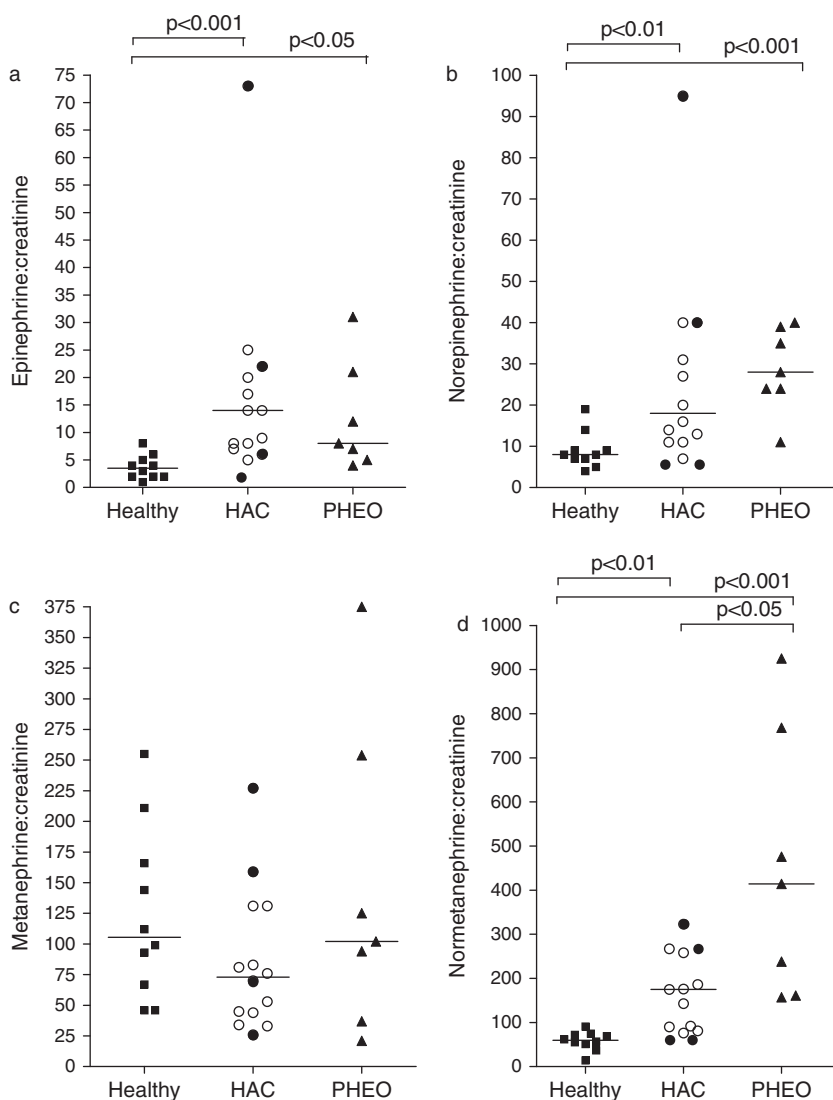 p<0.001
p<0.05
a
75
70
65
60
55
50
45
40
35
30
25
20
15
10
5
0
Epinephrine:creatinine
Healthy HAC PHEO
p<0.01
p<0.001
b
100
90
80
70
60
50
40
30
20
10
0
Norepinephrine:creatinine
Heathy HAC PHEO
c
375
350
325
300
275
250
225
200
175
150
125
100
75
50
25
0
Metanephrine:creatinine
Healthy HAC PHEO
p<0.01
p<0.001
p<0.05
d
1000
900
800
700
600
500
400
300
200
100
0
Normetanephrine:creatinine
Healthy HAC PHEO